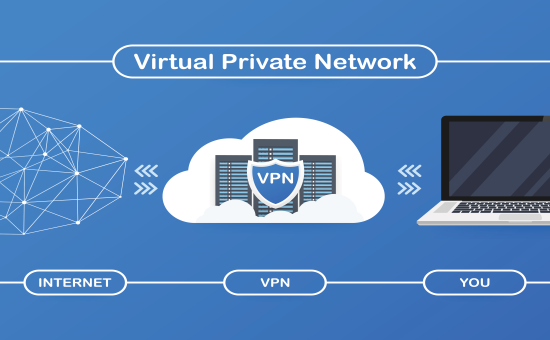 Virtual Private Network
VPN
INTERNET
VPN
YOU